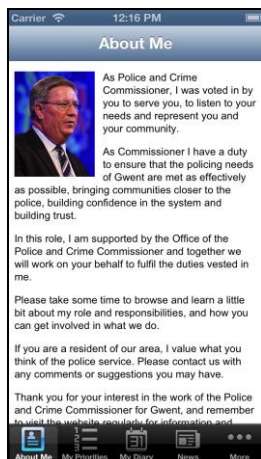 Carrier 12:16 PM
About Me
As Police and Crime
Commissioner, I was voted in by
you to serve you, to listen to your
needs and represent you and
your community.
As Commissioner I have a duty
to ensure that the policing needs
of Gwent are met as effectively
as possible, bringing communities closer to the
police, building confidence in the system and
building trust.
In this role, I am supported by the Office of the
Police and Crime Commissioner and together we
will work on your behalf to fulfil the duties vested in
me.
Please take some time to browse and learn a little
bit about my role and responsibilities, and how you
can get involved in what we do.
If you are a resident of our area, I value what you
think of the police service. Please contact us with
any comments or suggestions you may have.
Thank you for your interest in the work of the Police
and Crime Commissioner for Gwent, and remember
to visit the website regularly for information and
About Me My Priorities My Diary News More